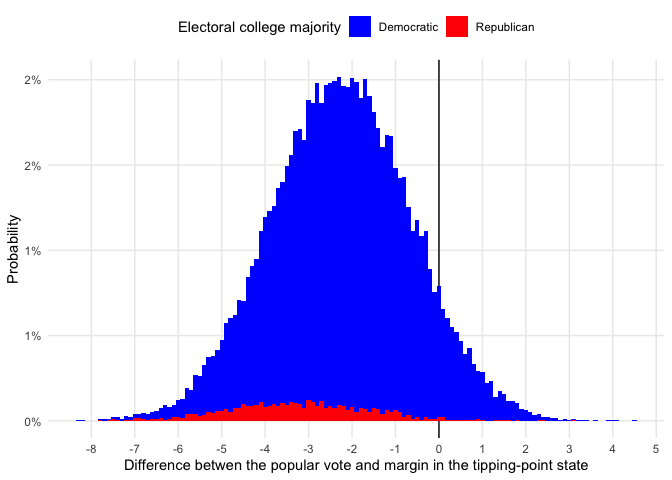 Electoral college majority Democratic Republican
2%
2%
1%
1%
0%
Probability
-8 -7 -6 -5 -4 -3 -2 -1 0 1 2 3 4 5
Difference betwen the popular vote and margin in the tipping-point state